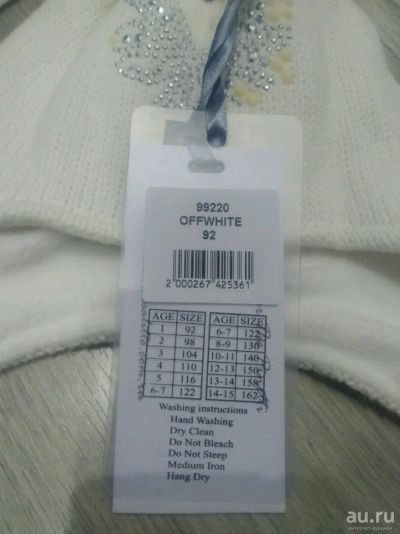 99220
OFFWHITE
92
2 000267 425361
AGE SIZE AGE SIZE
1 92 6-7 122
2 98 8-9 130
3 104 10-11 140
4 110 12-13 150
5 116 13-14 158
6-7 122 14-15 162
Washing instructions
Hand Washing
Dry Clean
Do Not Bleach
Do Not Steep
Medium Iron
Hang Dry
au.ru
интернет-аукцион